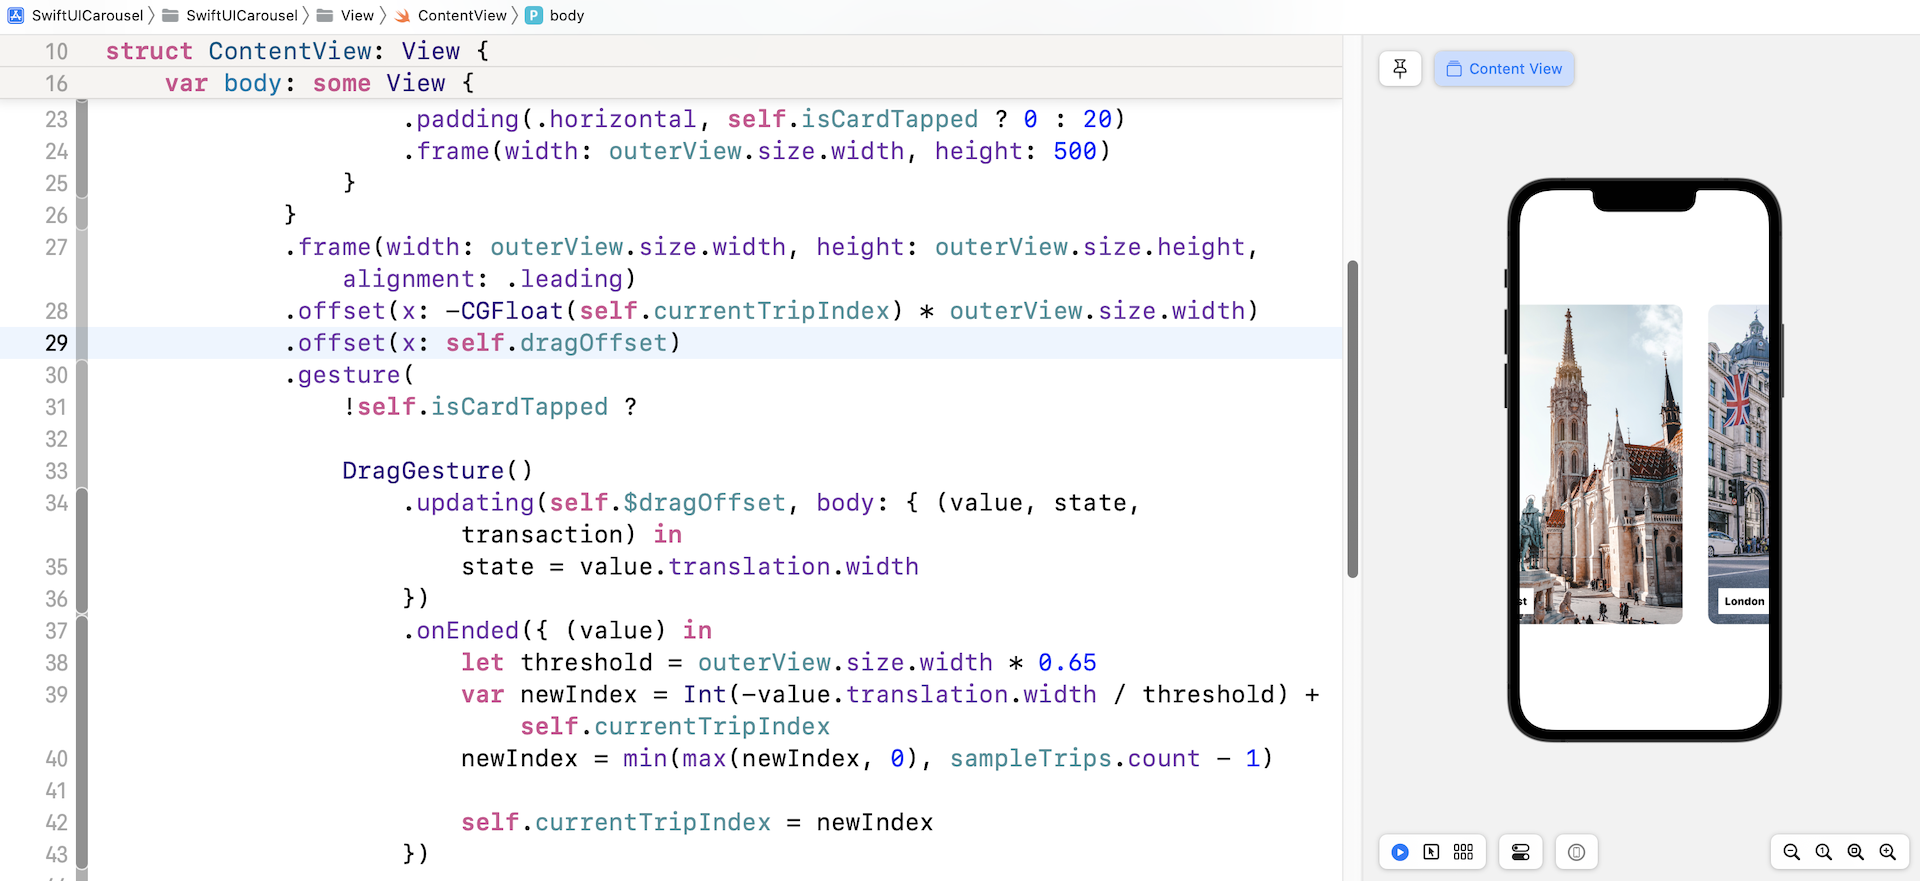 SwiftUICarousel SwiftUICarousel View ContentView P body
10 struct ContentView: View {
16 var body: some View {
23 .padding(.horizontal, self.isCardTapped ? 0 : 20)
24 .frame(width: outerView.size.width, height: 500)
25 }
26 }
27 .frame(width: outerView.size.width, height: outerView.size.height,
alignment: .leading)
28 .offset(x: -CGFloat(self.currentTripIndex) * outerView.size.width)
29 .offset(x: self.dragOffset)
30 .gesture(
31 !self.isCardTapped ?
32
33 DragGesture()
34 .updating(self.$dragOffset, body: { (value, state,
transaction) in
35 state = value.translation.width
36 })
37 .onEnded({ (value) in
38 let threshold = outerView.size.width * 0.65
39 var newIndex = Int(-value.translation.width / threshold) +
self.currentTripIndex
40 newIndex = min(max(newIndex, 0), sampleTrips.count - 1)
41
42 self.currentTripIndex = newIndex
43 })
Content View
st
London